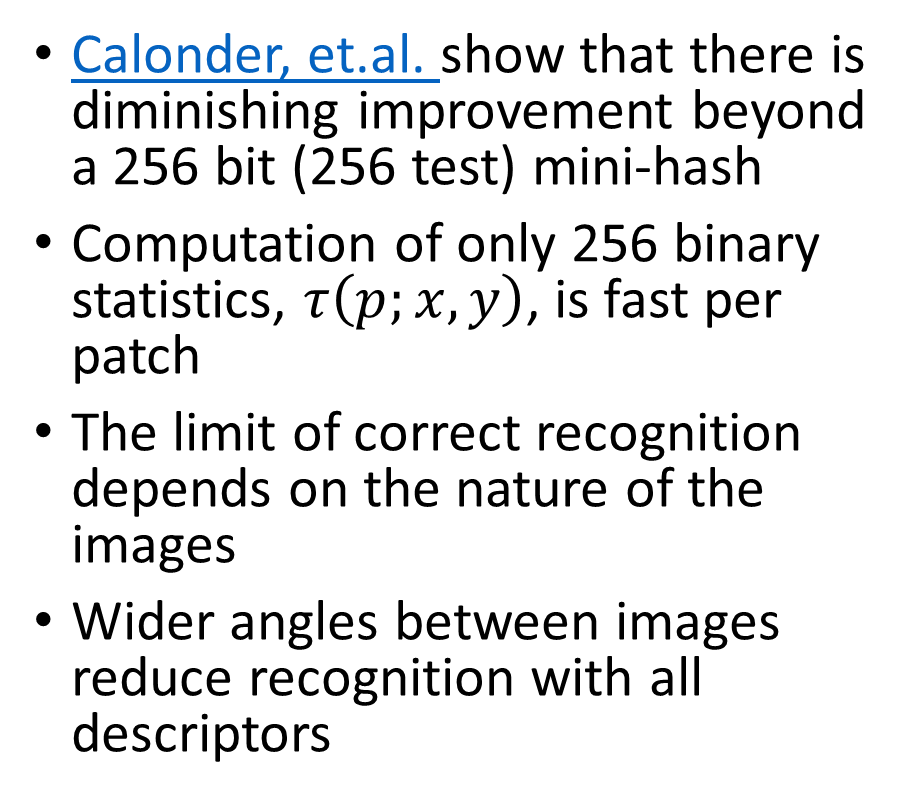 • Calonder, et.al. show that there is
diminishing improvement beyond
a 256 bit (256 test) mini-hash
• Computation of only 256 binary
statistics, τ(p; x, y), is fast per
patch
• The limit of correct recognition
depends on the nature of the
images
• Wider angles between images
reduce recognition with all
descriptors